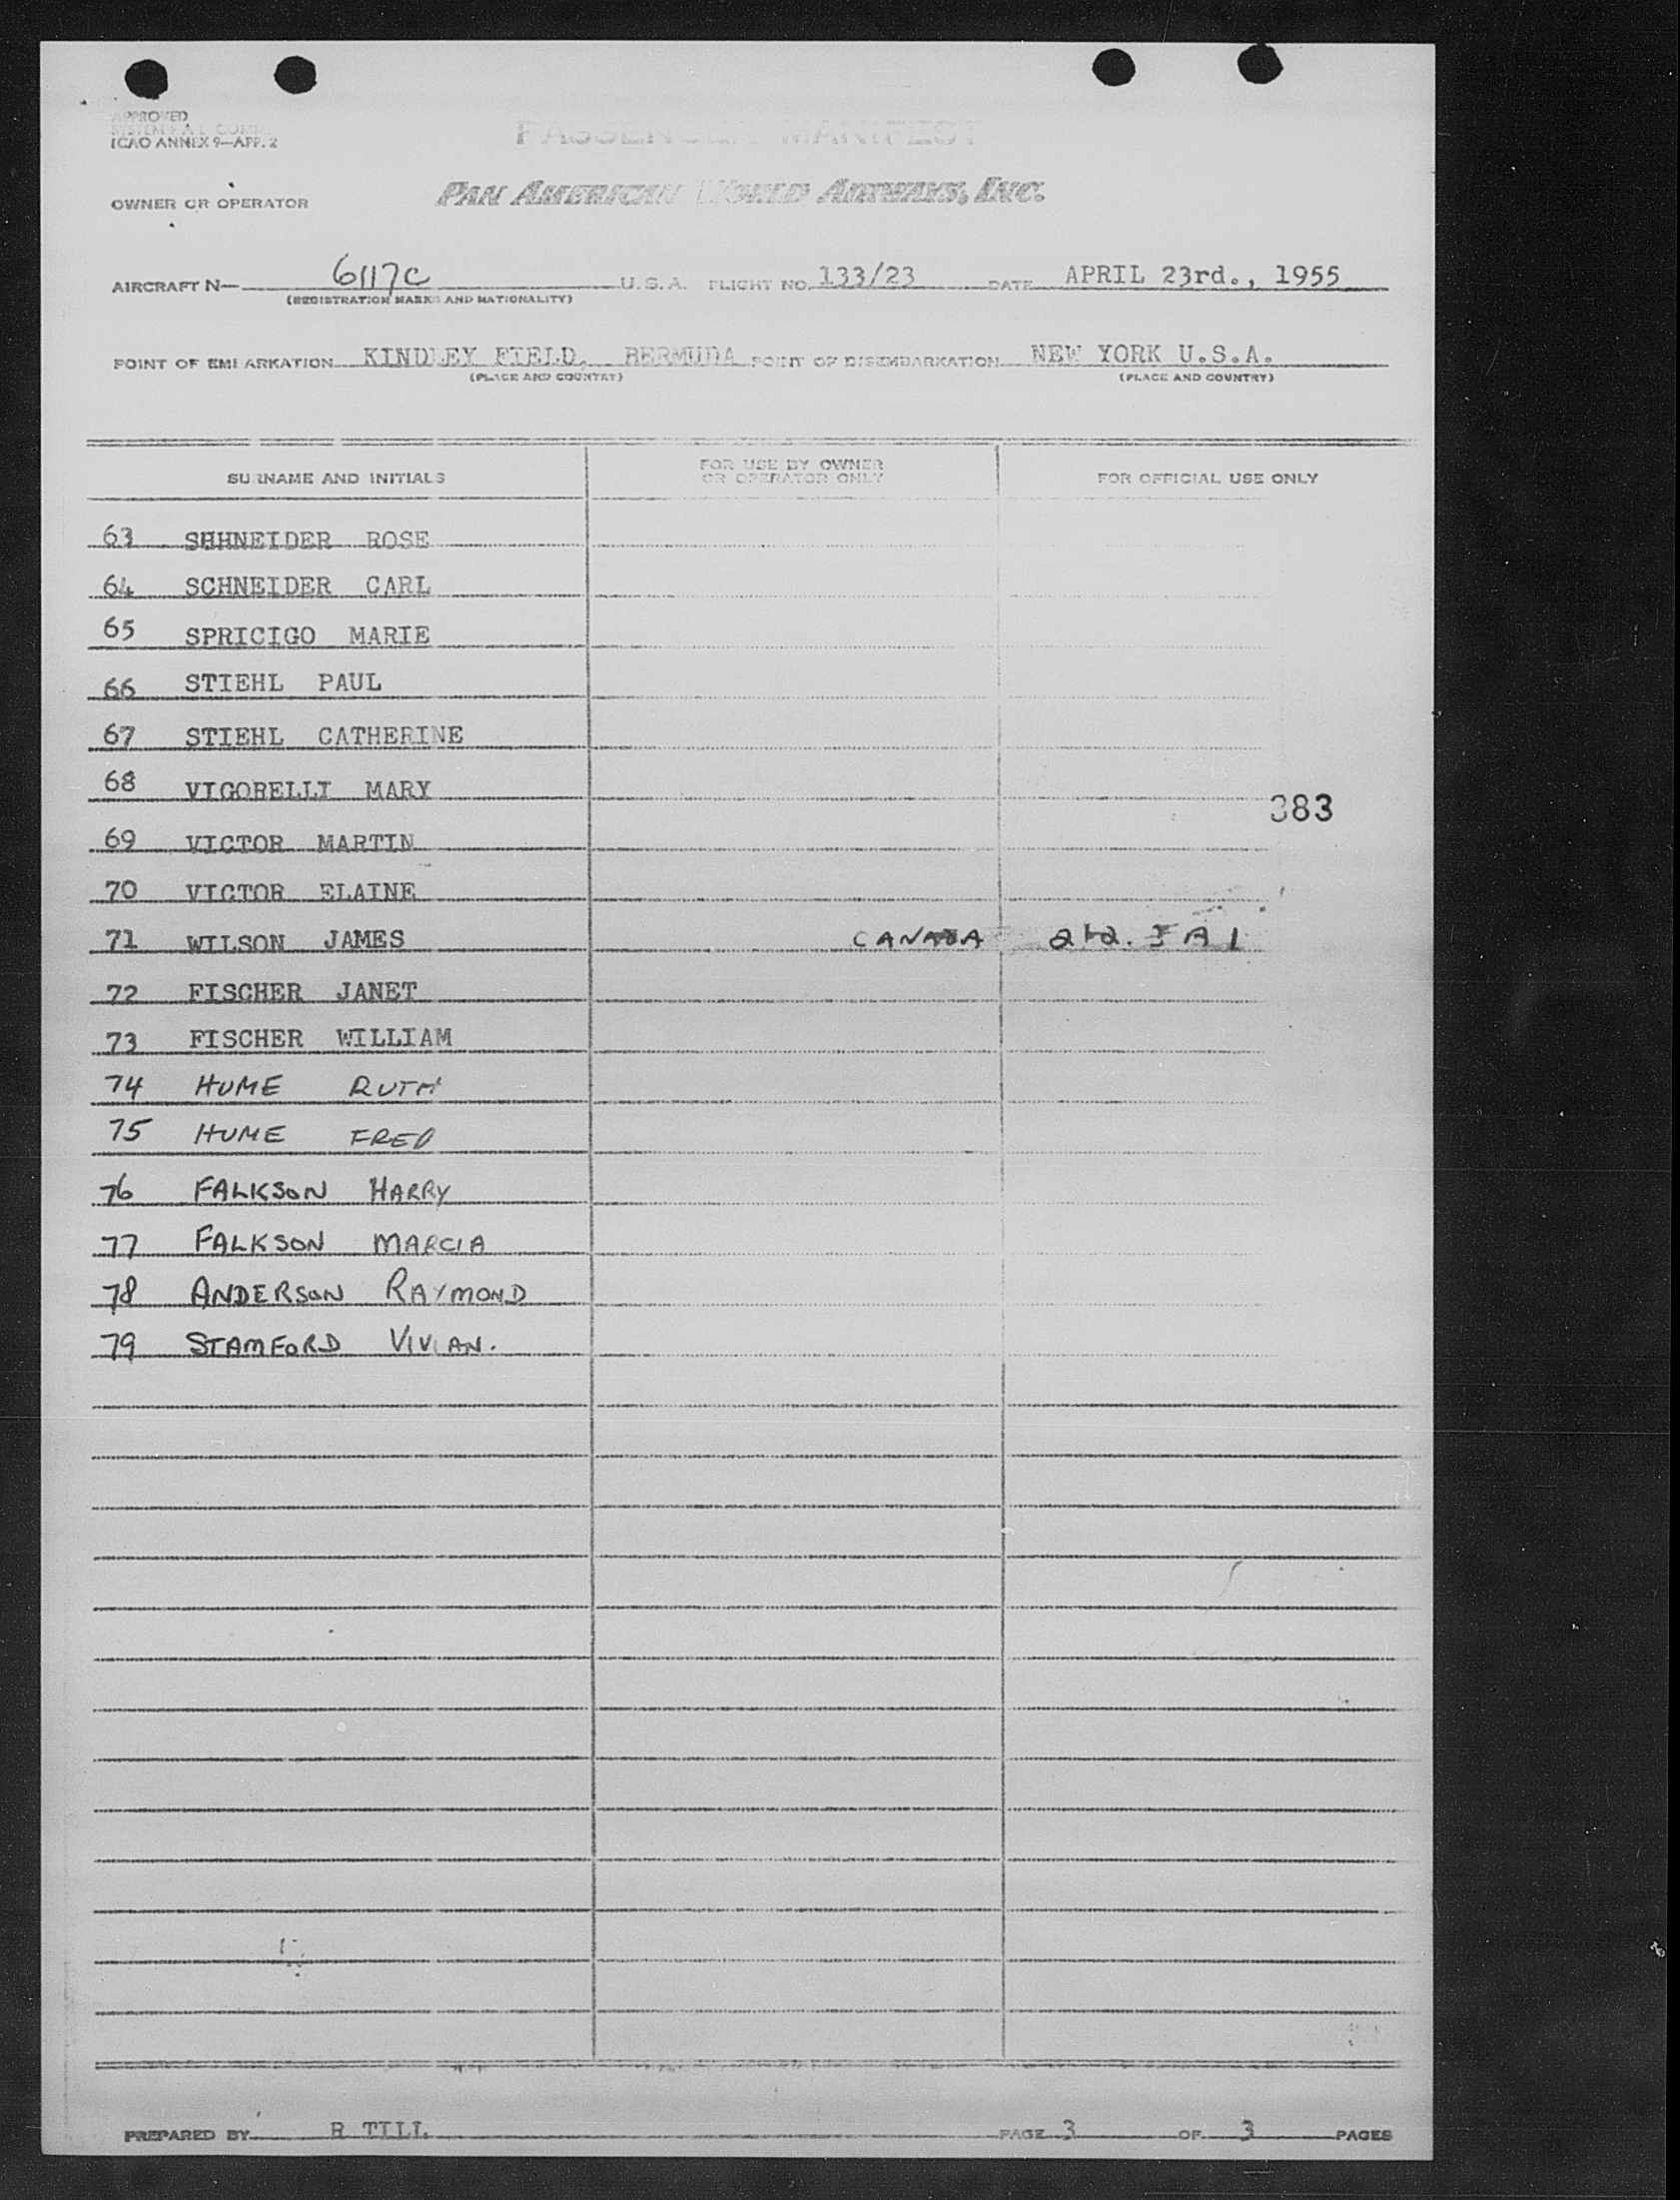 APPROVED
SYSTEM F.A.L. COM
ICAO ANNEX 9—APP. 2
PASSENGER MANIFEST
OWNER OR OPERATOR PAN AMERICAN WORLD AIRWAYS, INC.
AIRCRAFT N— 6117C U.S.A. FLIGHT NO. 133/23 DATE APRIL 23rd., 1955
(REGISTRATION MARKS AND NATIONALITY)
POINT OF EMBARKATION KINDLEY FIELD, BERMUDA POINT OF DISEMBARKATION NEW YORK U.S.A.
(PLACE AND COUNTRY) (PLACE AND COUNTRY)
SURNAME AND INITIALS FOR USE BY OWNER OR OPERATOR ONLY FOR OFFICIAL USE ONLY
63 SHHNEIDER ROSE
64 SCHNEIDER CARL
65 SPRICIGO MARIE
66 STIEHL PAUL
67 STIEHL CATHERINE
68 VIGORELLI MARY
383
69 VICTOR MARTIN
70 VICTOR ELAINE
71 WILSON JAMES CANADA
72 FISCHER JANET
73 FISCHER WILLIAM
74 HUME RUTH
75 HUME FRED
76 FALKSON HARRY
77 FALKSON MARCIA
78 ANDERSON RAYMOND
79 STAMFORD VIVIAN.
PREPARED BY R TILL PAGE 3 OF 3 PAGES